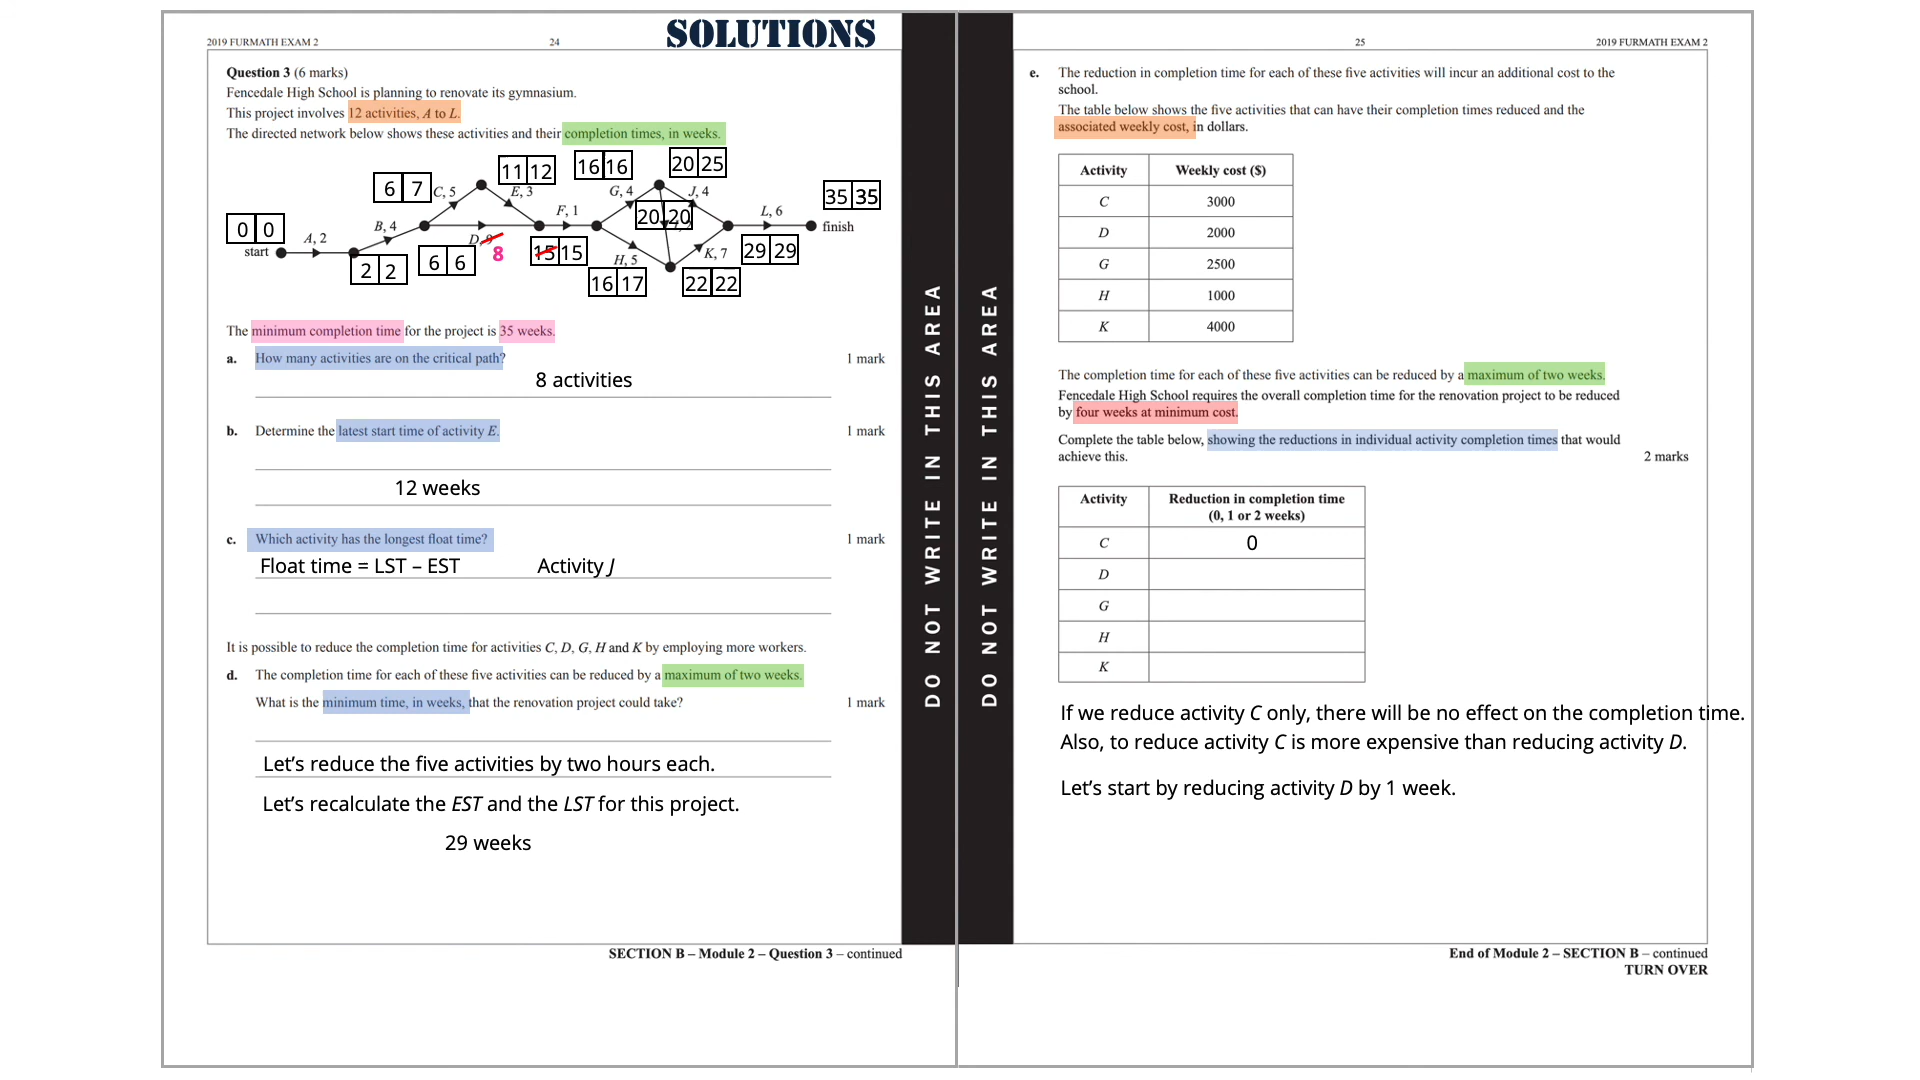 SOLUTIONS
2019 FURMATH EXAM 2
24
Question 3 (6 marks)
Fencedale High School is planning to renovate its gymnasium.
This project involves 12 activities, A to L.
The directed network below shows these activities and their completion times, in weeks.
11 12
16 16
20 25
6 7
C, 5
E, 3
G, 4
J, 4
35 35
0 0
B, 4
F, 1
20 20
L, 6
finish
A, 2
D,
8
15 15
start
2 2
6 6
H, 5
K, 7
29 29
16 17
22 22
The minimum completion time for the project is 35 weeks.
a. How many activities are on the critical path? 1 mark
8 activities
b. Determine the latest start time of activity E. 1 mark
12 weeks
c. Which activity has the longest float time? 1 mark
Float time = LST – EST Activity J
It is possible to reduce the completion time for activities C, D, G, H and K by employing more workers.
d. The completion time for each of these five activities can be reduced by a maximum of two weeks.
What is the minimum time, in weeks, that the renovation project could take? 1 mark
Let's reduce the five activities by two hours each.
Let's recalculate the EST and the LST for this project.
29 weeks
SECTION B – Module 2 – Question 3 – continued
DO NOT WRITE IN THIS AREA
DO NOT WRITE IN THIS AREA
25
2019 FURMATH EXAM 2
e. The reduction in completion time for each of these five activities will incur an additional cost to the
school.
The table below shows the five activities that can have their completion times reduced and the
associated weekly cost, in dollars.
Activity Weekly cost ($)
C 3000
D 2000
G 2500
H 1000
K 4000
The completion time for each of these five activities can be reduced by a maximum of two weeks.
Fencedale High School requires the overall completion time for the renovation project to be reduced
by four weeks at minimum cost.
Complete the table below, showing the reductions in individual activity completion times that would
achieve this. 2 marks
Activity Reduction in completion time
(0, 1 or 2 weeks)
C 0
D
G
H
K
If we reduce activity C only, there will be no effect on the completion time.
Also, to reduce activity C is more expensive than reducing activity D.
Let's start by reducing activity D by 1 week.
End of Module 2 – SECTION B – continued
TURN OVER